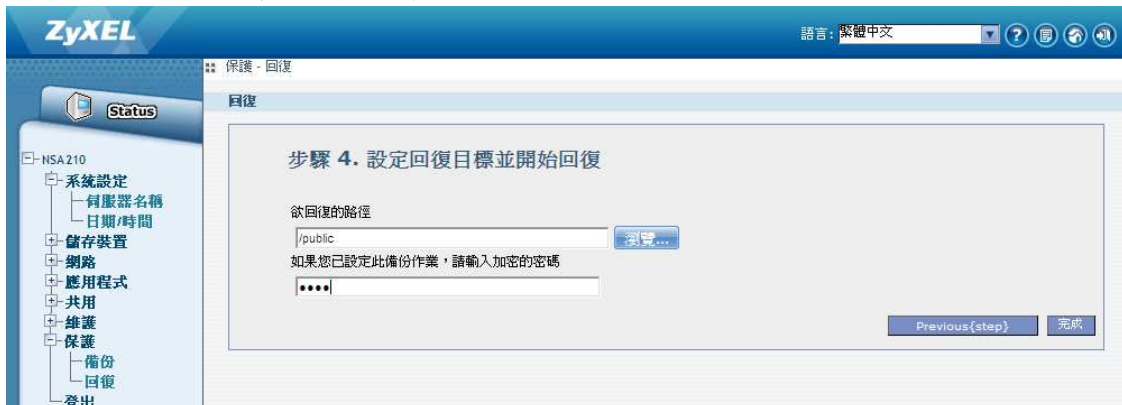 ZyXEL
語言: 繁體中文
保護 - 回復
Status
回復
NSA210
系統設定
伺服器名稱
日期/時間
儲存裝置
網路
應用程式
共用
維護
保護
備份
回復
登出
步驟 4. 設定回復目標並開始回復
欲回復的路徑
/public 瀏覽...
如果您已設定此備份作業，請輸入加密的密碼
••••
Previous{step} 完成